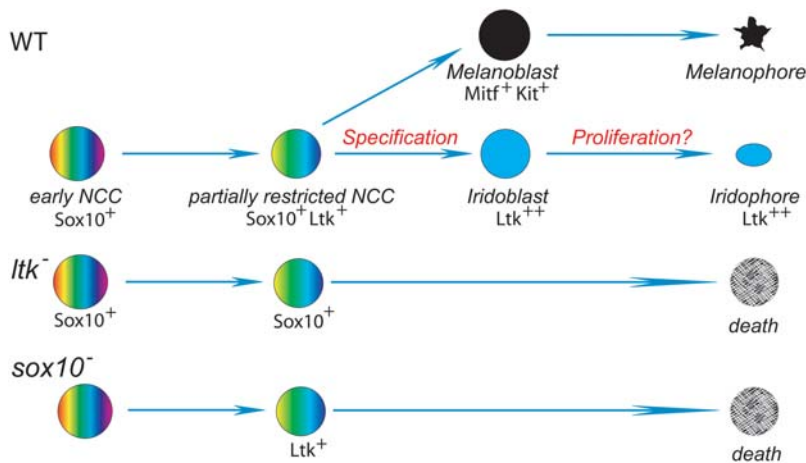 WT
Melanoblast
Mitf⁺ Kit⁺
Melanophore
Specification
Proliferation?
early NCC
Sox10⁺
partially restricted NCC
Sox10⁺ Ltk⁺
Iridoblast
Ltk⁺⁺
Iridophore
Ltk⁺⁺
ltk⁻
Sox10⁺
Sox10⁺
death
sox10⁻
Ltk⁺
death